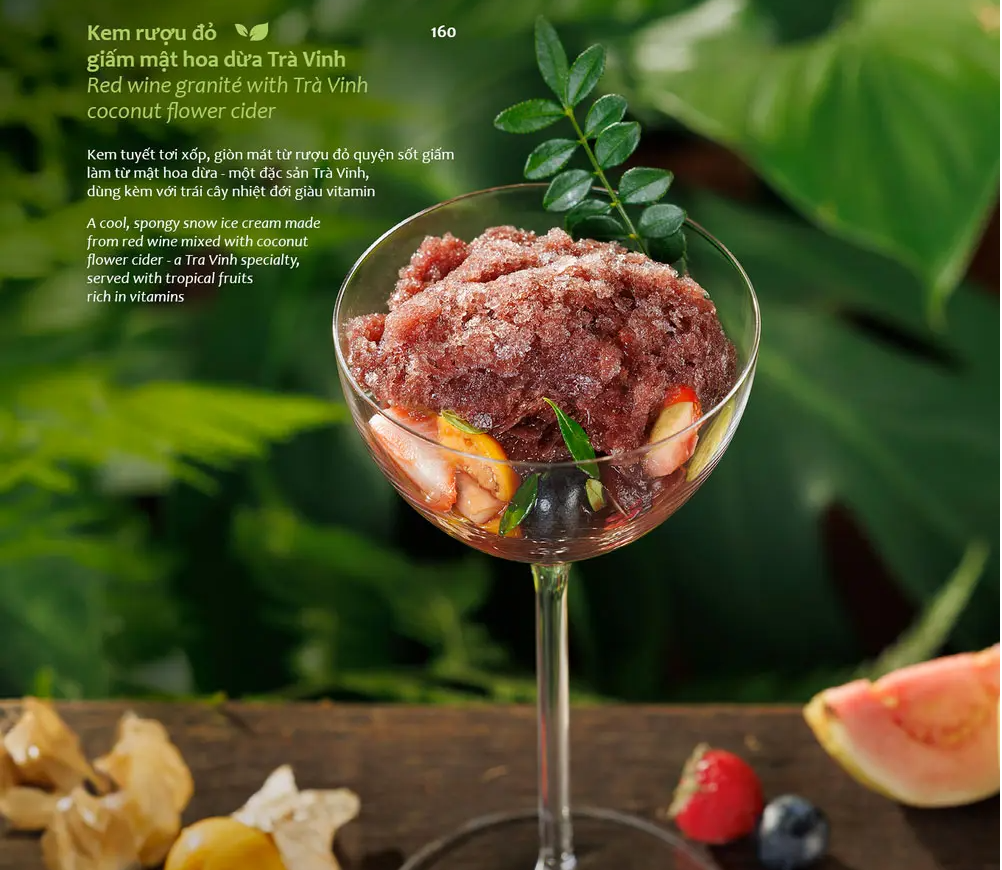 Kem rượu đỏ
160
giấm mật hoa dừa Trà Vinh
Red wine granité with Trà Vinh
coconut flower cider
Kem tuyết tơi xốp, giòn mát từ rượu đỏ quyện sốt giấm
làm từ mật hoa dừa - một đặc sản Trà Vinh,
dùng kèm với trái cây nhiệt đới giàu vitamin
A cool, spongy snow ice cream made
from red wine mixed with coconut
flower cider - a Tra Vinh specialty,
served with tropical fruits
rich in vitamins